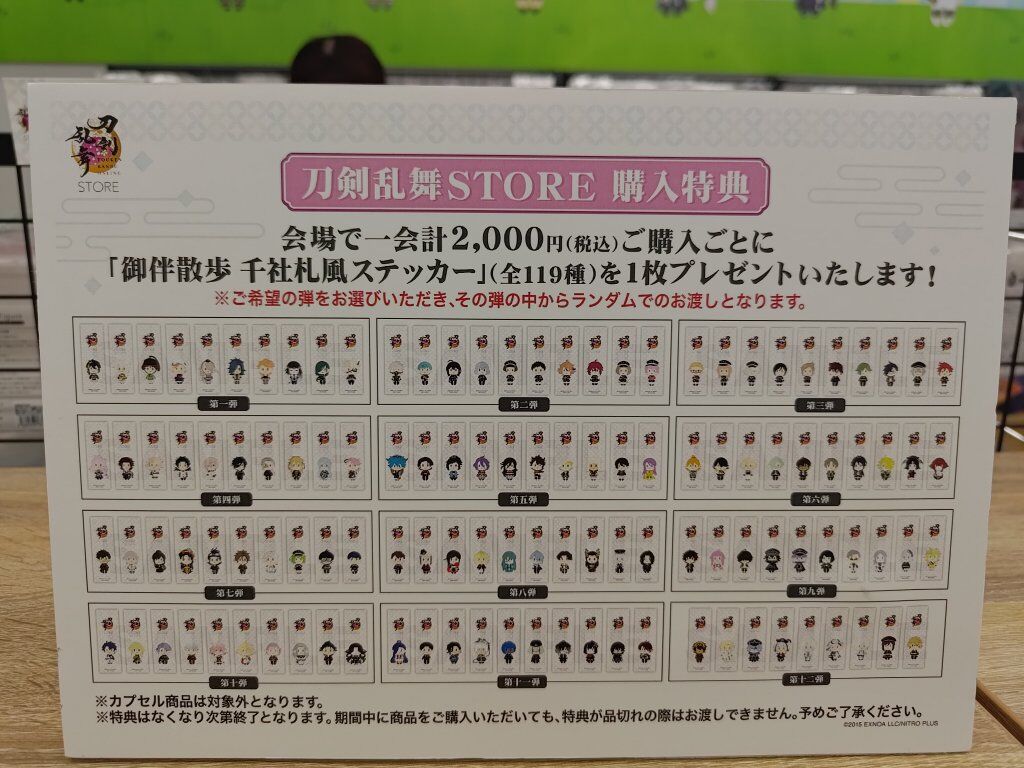 刀剣乱舞
TOUKEN
RANBU
ONLINE
STORE
刀剣乱舞STORE 購入特典
会場で一会計2,000円(税込)ご購入ごとに
「御伴散歩 千社札風ステッカー」(全119種)を1枚プレゼントいたします!
※ご希望の弾をお選びいただき、その弾の中からランダムでのお渡しとなります。
第一弾
第二弾
第三弾
第四弾
第五弾
第六弾
第七弾
第八弾
第九弾
第十弾
第十一弾
第十二弾
※カプセル商品は対象外となります。
※特典はなくなり次第終了となります。期間中に商品をご購入いただいても、特典が品切れの際はお渡しできません。予めご了承ください。
©2015 EXNOA LLC/NITRO PLUS